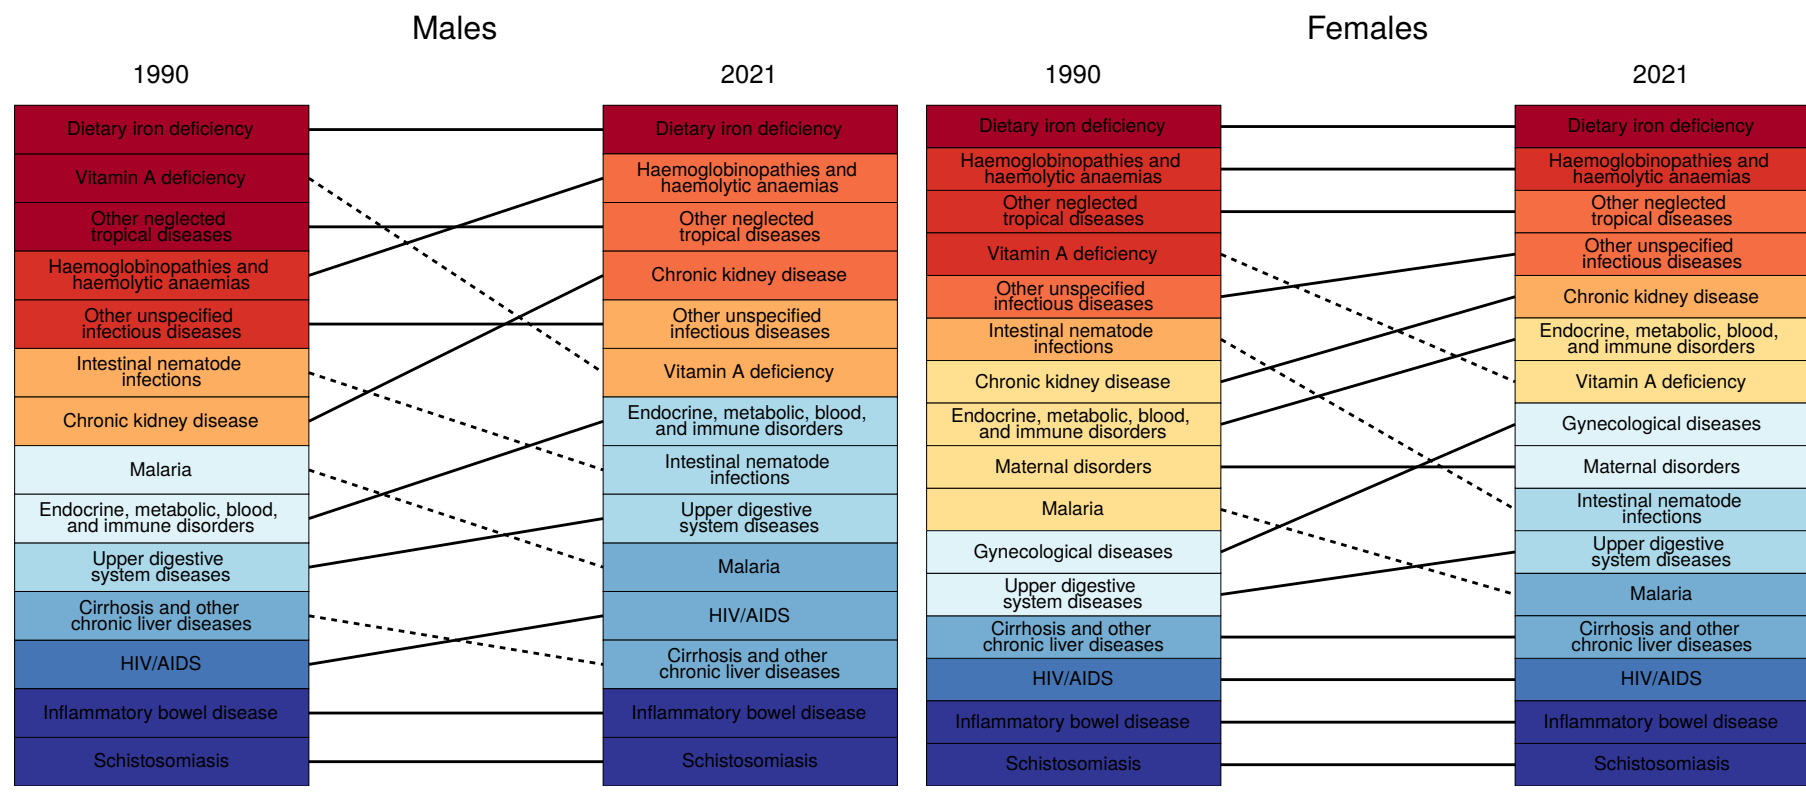 Males
1990
2021
Dietary iron deficiency
Vitamin A deficiency
Other neglected
tropical diseases
Haemoglobinopathies and
haemolytic anaemias
Other unspecified
infectious diseases
Intestinal nematode
infections
Chronic kidney disease
Malaria
Endocrine, metabolic, blood,
and immune disorders
Upper digestive
system diseases
Cirrhosis and other
chronic liver diseases
HIV/AIDS
Inflammatory bowel disease
Schistosomiasis
Dietary iron deficiency
Haemoglobinopathies and
haemolytic anaemias
Other neglected
tropical diseases
Chronic kidney disease
Other unspecified
infectious diseases
Vitamin A deficiency
Endocrine, metabolic, blood,
and immune disorders
Intestinal nematode
infections
Upper digestive
system diseases
Malaria
HIV/AIDS
Cirrhosis and other
chronic liver diseases
Inflammatory bowel disease
Schistosomiasis
Females
1990
2021
Dietary iron deficiency
Haemoglobinopathies and
haemolytic anaemias
Other neglected
tropical diseases
Vitamin A deficiency
Other unspecified
infectious diseases
Intestinal nematode
infections
Chronic kidney disease
Endocrine, metabolic, blood,
and immune disorders
Maternal disorders
Malaria
Gynecological diseases
Upper digestive
system diseases
Cirrhosis and other
chronic liver diseases
HIV/AIDS
Inflammatory bowel disease
Schistosomiasis
Dietary iron deficiency
Haemoglobinopathies and
haemolytic anaemias
Other neglected
tropical diseases
Other unspecified
infectious diseases
Chronic kidney disease
Endocrine, metabolic, blood,
and immune disorders
Vitamin A deficiency
Gynecological diseases
Maternal disorders
Intestinal nematode
infections
Upper digestive
system diseases
Malaria
Cirrhosis and other
chronic liver diseases
HIV/AIDS
Inflammatory bowel disease
Schistosomiasis